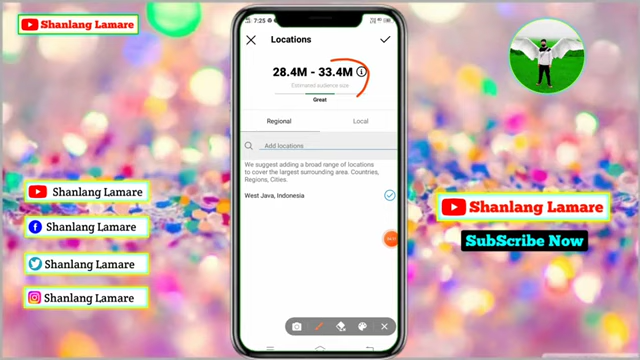 Shanlang Lamare
7:25
Locations
28.4M - 33.4M
Estimated audience size
Great
Regional
Local
Add locations
We suggest adding a broad range of locations
to cover the largest surrounding area. Countries,
Regions, Cities.
West Java, Indonesia
Shanlang Lamare
Shanlang Lamare
Shanlang Lamare
Shanlang Lamare
Shanlang Lamare
SubScribe Now